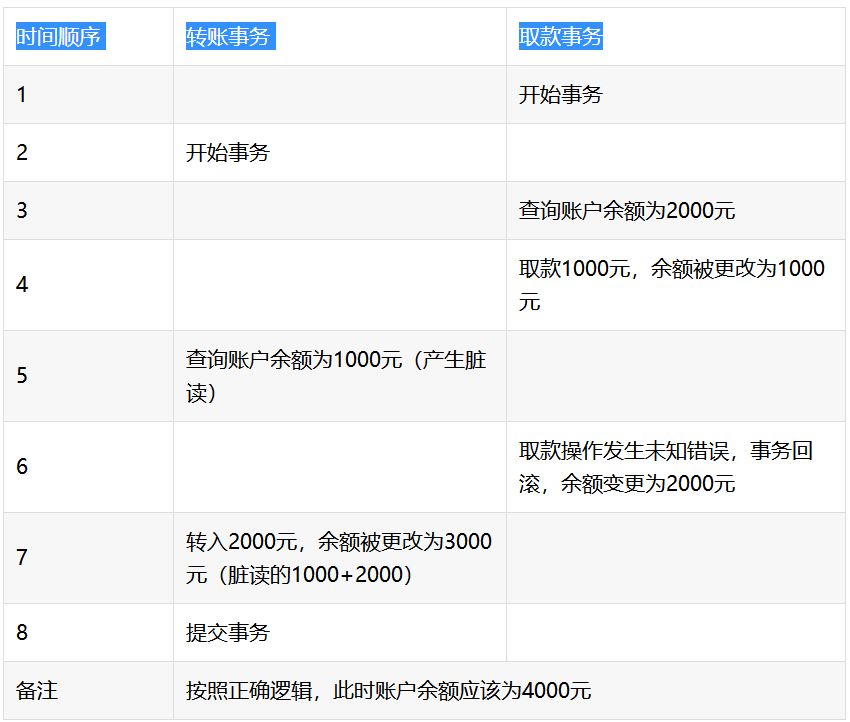 时间顺序 转账事务 取款事务
1 开始事务
2 开始事务
3 查询账户余额为2000元
4 取款1000元，余额被更改为1000
元
5 查询账户余额为1000元（产生脏
读）
6 取款操作发生未知错误，事务回
滚，余额变更为2000元
7 转入2000元，余额被更改为3000
元（脏读的1000+2000）
8 提交事务
备注 按照正确逻辑，此时账户余额应该为4000元